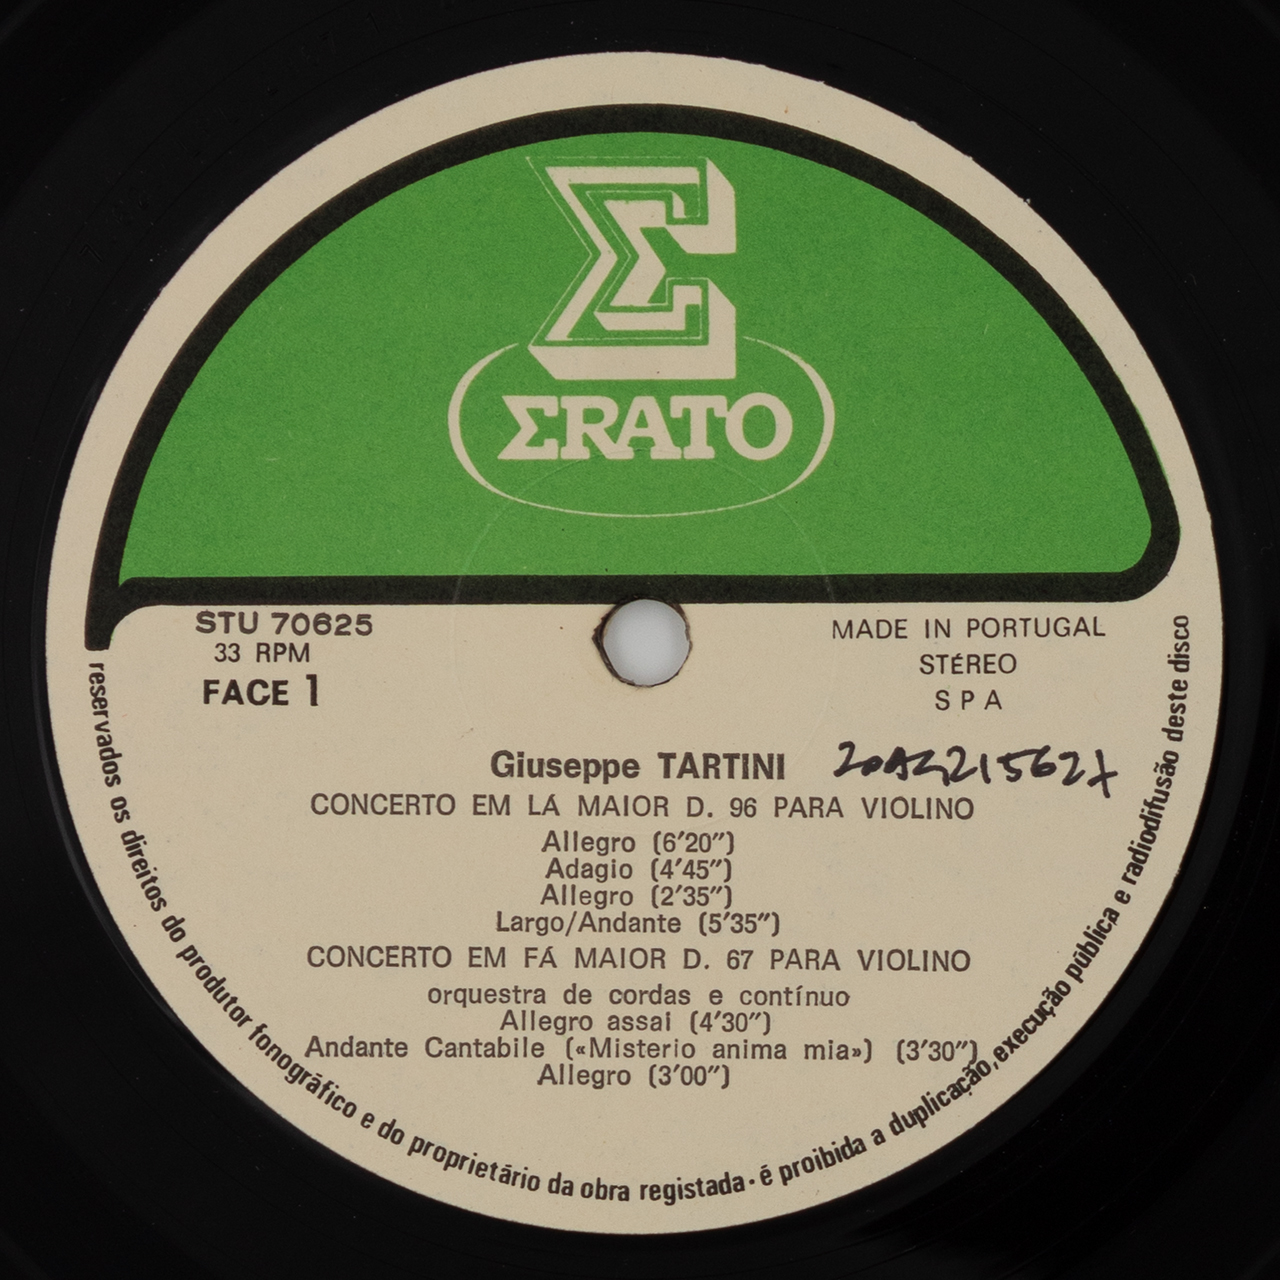 Σ
ΣRATO
STU 70625
33 RPM
FACE 1
MADE IN PORTUGAL
STÉREO
SPA
Giuseppe TARTINI
CONCERTO EM LÁ MAIOR D. 96 PARA VIOLINO
Allegro (6'20")
Adagio (4'45")
Allegro (2'35")
Largo/Andante (5'35")
CONCERTO EM FÁ MAIOR D. 67 PARA VIOLINO
orquestra de cordas e contínuo
Allegro assai (4'30")
Andante Cantabile («Misterio anima mia») (3'30")
Allegro (3'00")
reservados os direitos do produtor fonográfico e do proprietário da obra registada·é proibida a duplicação, execução pública e radiodifusão deste disco